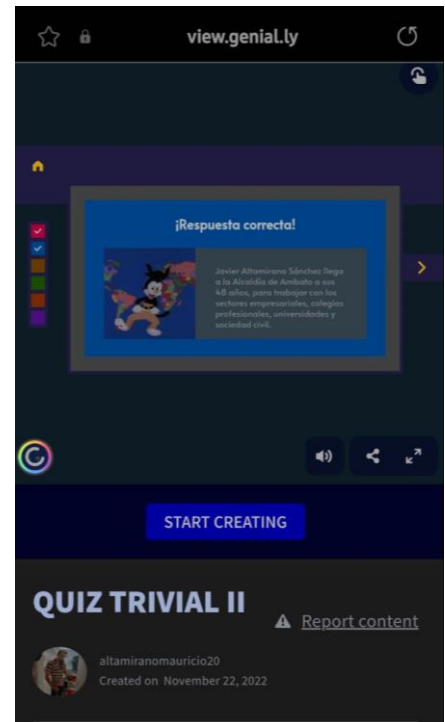 view.genial.ly
¡Respuesta correcta!
Javier Altamirano Sánchez llego
a la Alcaldía de Ambato a sus
48 años, para trabajar con los
sectores empresariales, colegios
profesionales, universidades y
sociedad civil.
START CREATING
QUIZ TRIVIAL II
Report content
altamiranomauricio20
Created on November 22, 2022